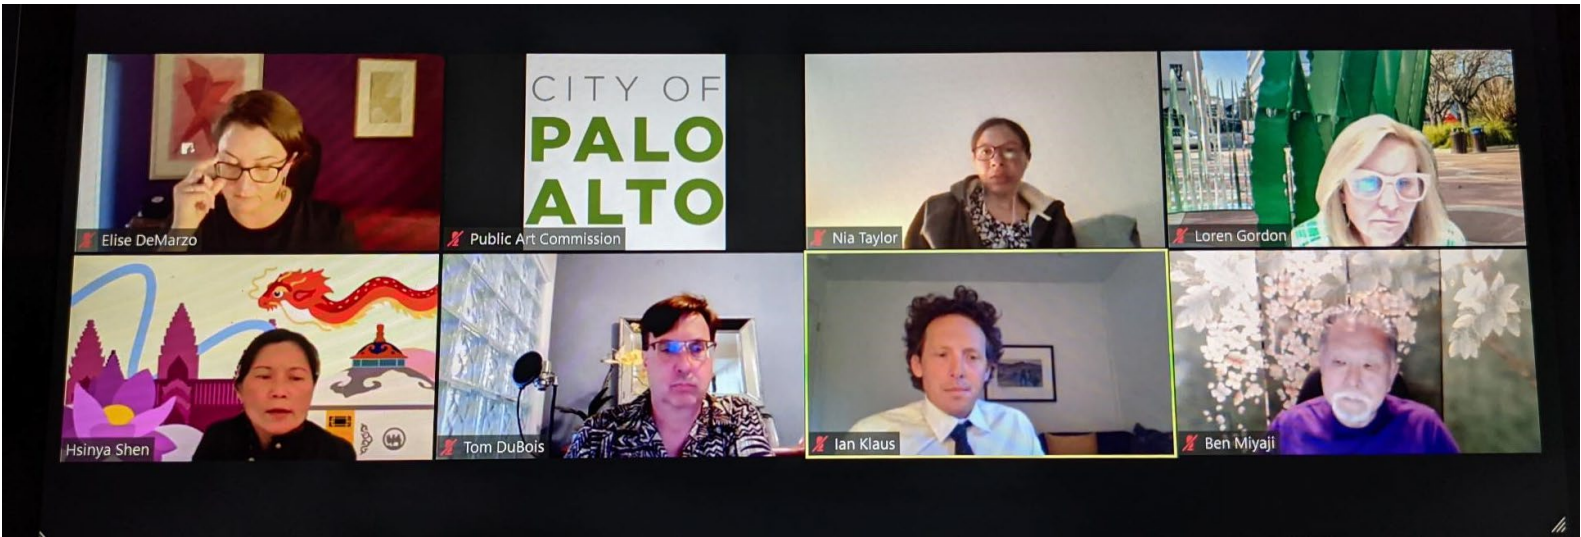 CITY OF
PALO
ALTO
Elise DeMarzo
Public Art Commission
Nia Taylor
Loren Gordon
Hsinya Shen
Tom DuBois
Ian Klaus
Ben Miyaji